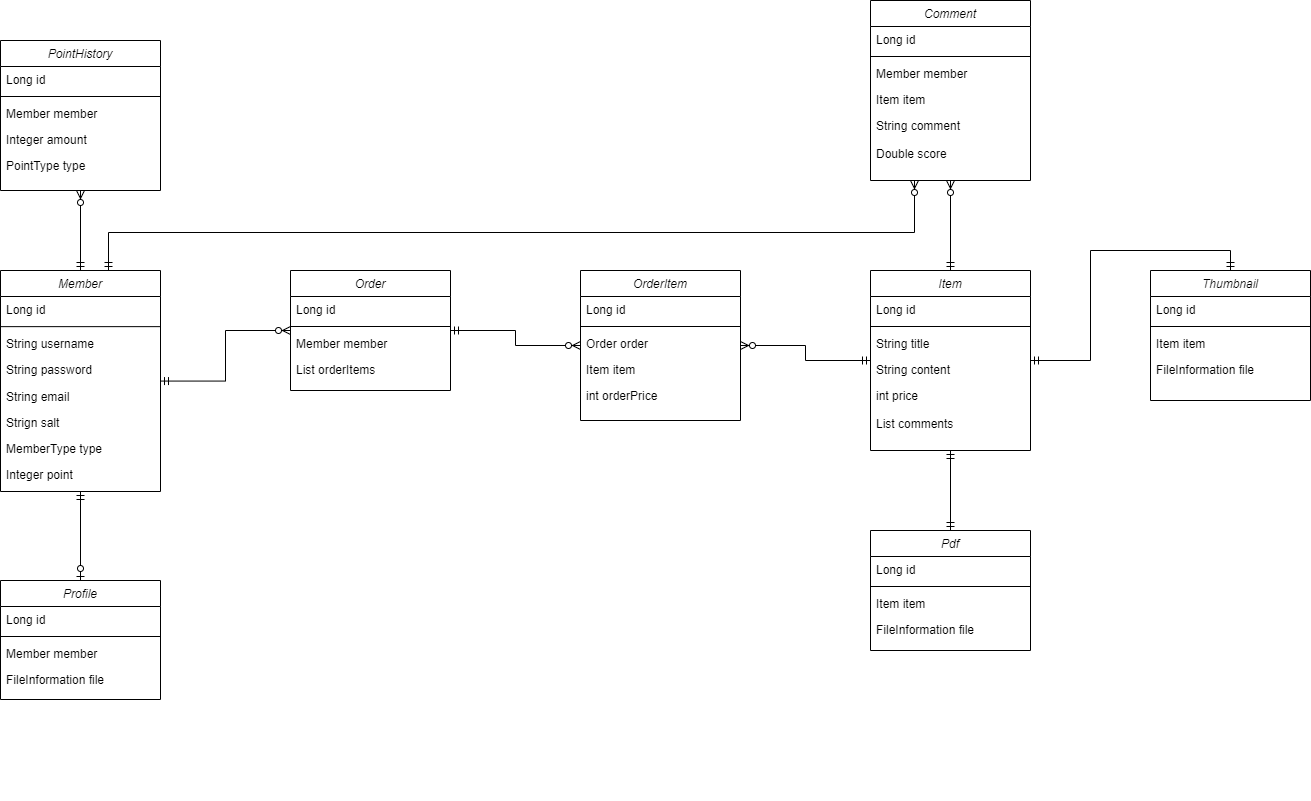 PointHistory
Long id
Member member
Integer amount
PointType type
Comment
Long id
Member member
Item item
String comment
Double score
Member
Long id
String username
String password
String email
Strign salt
MemberType type
Integer point
Order
Long id
Member member
List orderItems
OrderItem
Long id
Order order
Item item
int orderPrice
Item
Long id
String title
String content
int price
List comments
Thumbnail
Long id
Item item
FileInformation file
Profile
Long id
Member member
FileInformation file
Pdf
Long id
Item item
FileInformation file